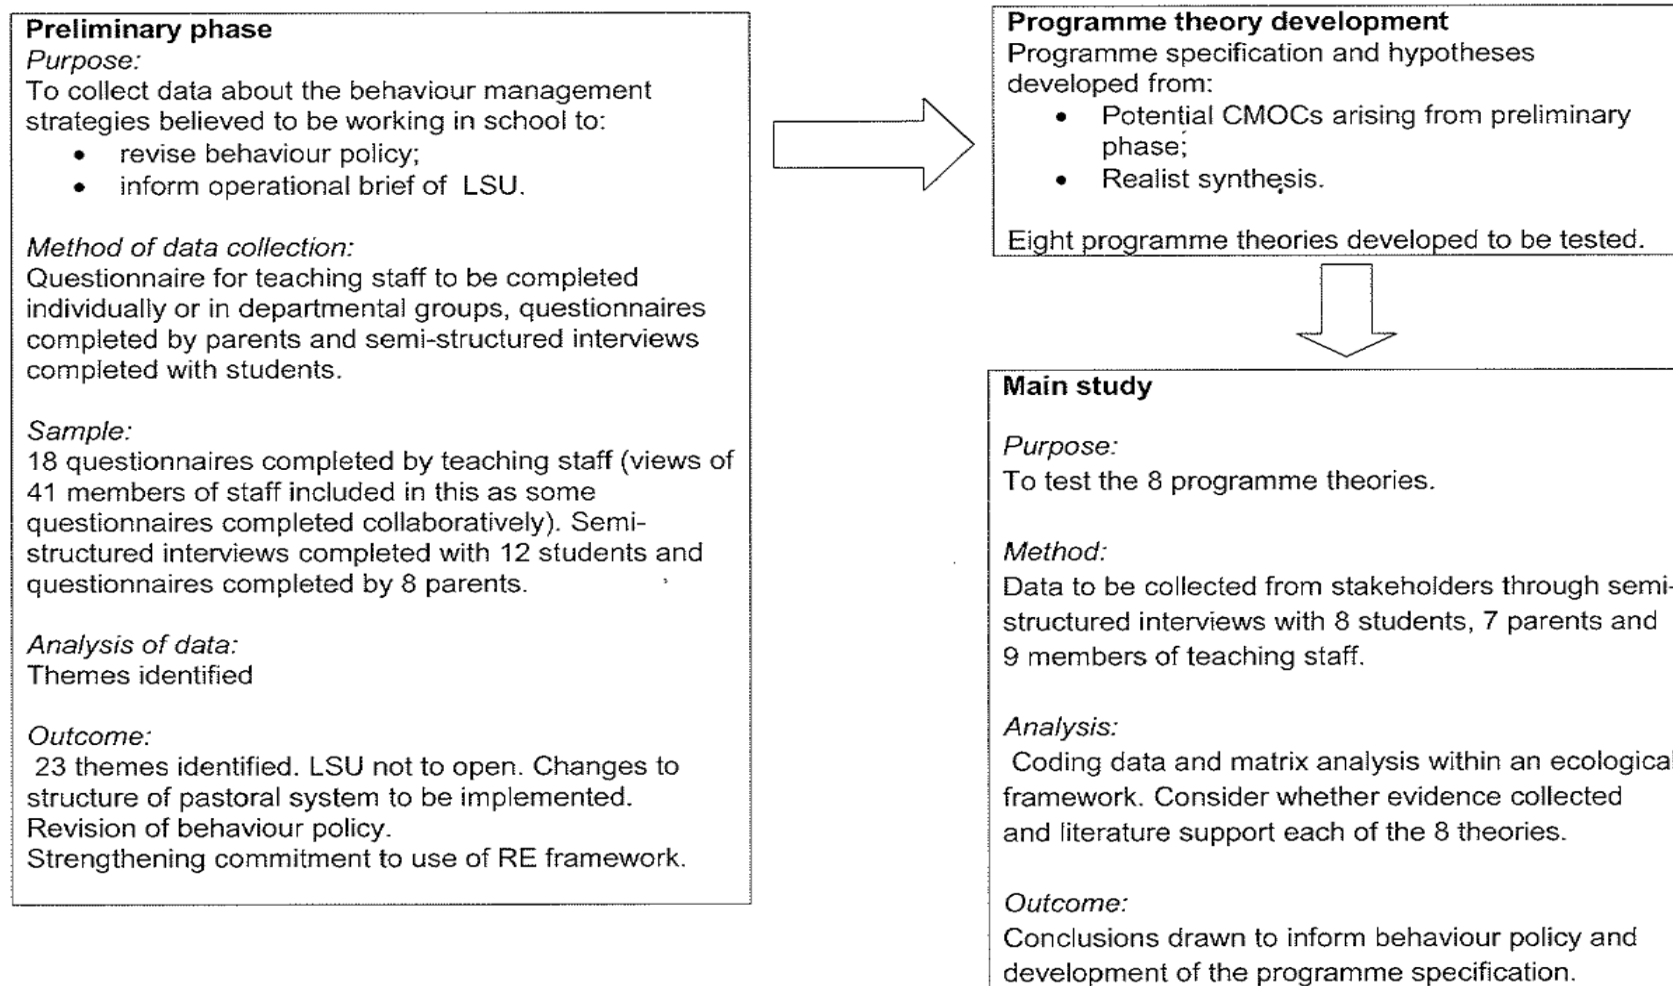 Preliminary phase
Purpose:
To collect data about the behaviour management
strategies believed to be working in school to:
• revise behaviour policy;
• inform operational brief of LSU.
Method of data collection:
Questionnaire for teaching staff to be completed
individually or in departmental groups, questionnaires
completed by parents and semi-structured interviews
completed with students.
Sample:
18 questionnaires completed by teaching staff (views of
41 members of staff included in this as some
questionnaires completed collaboratively). Semi-
structured interviews completed with 12 students and
questionnaires completed by 8 parents.
Analysis of data:
Themes identified
Outcome:
23 themes identified. LSU not to open. Changes to
structure of pastoral system to be implemented.
Revision of behaviour policy.
Strengthening commitment to use of RE framework.
Programme theory development
Programme specification and hypotheses
developed from:
• Potential CMOCs arising from preliminary
phase;
• Realist synthesis.
Eight programme theories developed to be tested.
Main study
Purpose:
To test the 8 programme theories.
Method:
Data to be collected from stakeholders through semi-
structured interviews with 8 students, 7 parents and
9 members of teaching staff.
Analysis:
Coding data and matrix analysis within an ecological
framework. Consider whether evidence collected
and literature support each of the 8 theories.
Outcome:
Conclusions drawn to inform behaviour policy and
development of the programme specification.